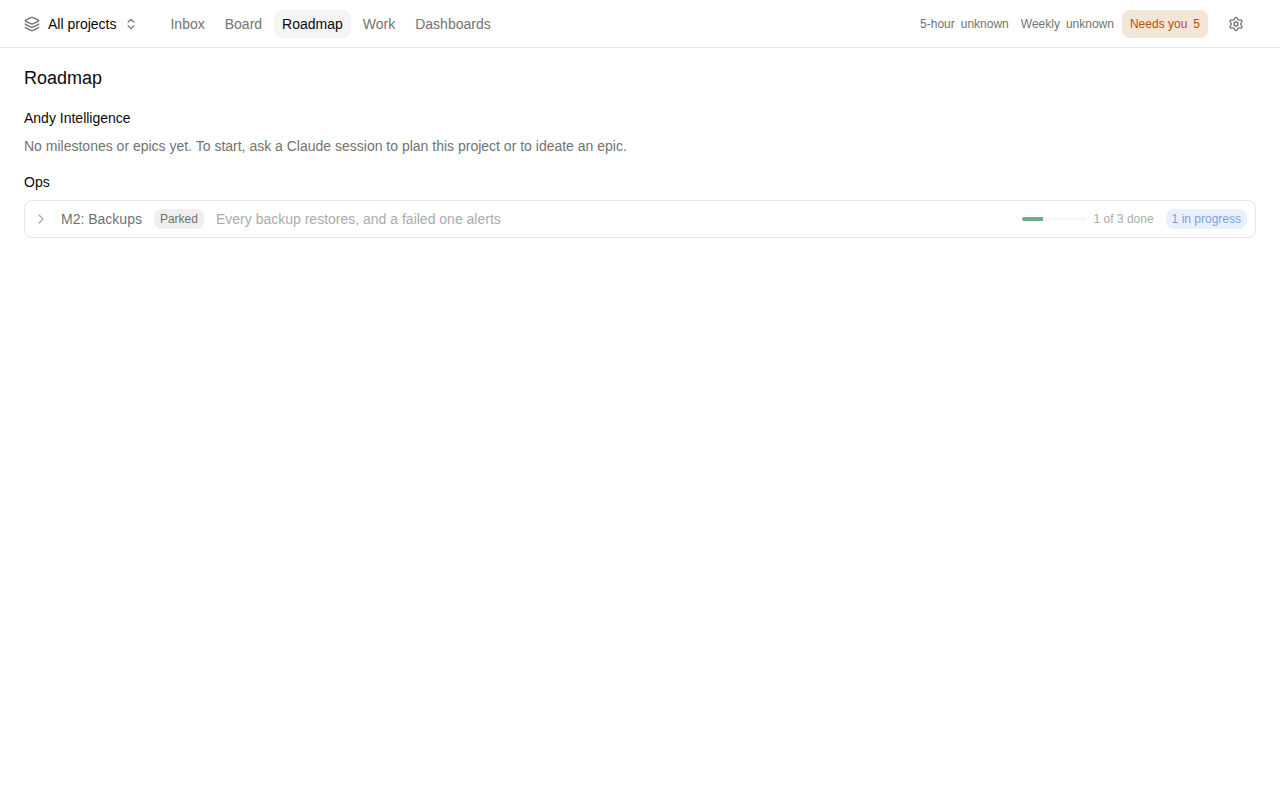 All projects Inbox Board Roadmap Work Dashboards 5-hour unknown Weekly unknown Needs you 5
Roadmap
Andy Intelligence
No milestones or epics yet. To start, ask a Claude session to plan this project or to ideate an epic.
Ops
M2: Backups Parked Every backup restores, and a failed one alerts 1 of 3 done 1 in progress